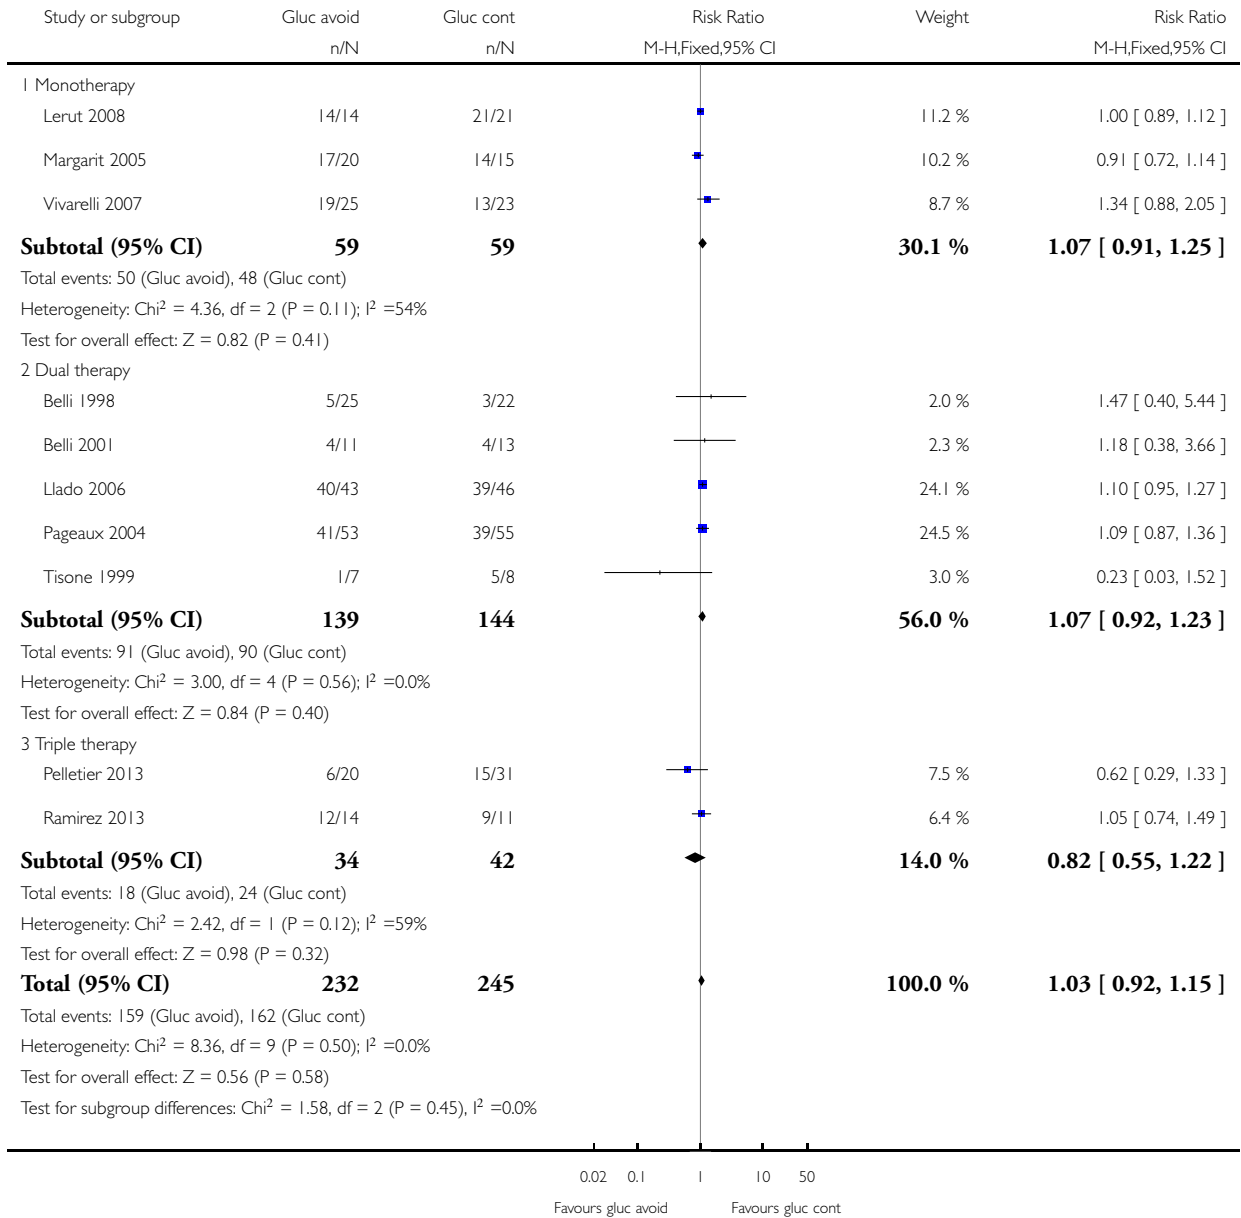 Study or subgroup Gluc avoid Gluc cont Risk Ratio Weight Risk Ratio
n/N n/N M-H,Fixed,95% CI M-H,Fixed,95% CI
1 Monotherapy
Lerut 2008 14/14 21/21 11.2 % 1.00 [ 0.89, 1.12 ]
Margarit 2005 17/20 14/15 10.2 % 0.91 [ 0.72, 1.14 ]
Vivarelli 2007 19/25 13/23 8.7 % 1.34 [ 0.88, 2.05 ]
Subtotal (95% CI) 59 59 30.1 % 1.07 [ 0.91, 1.25 ]
Total events: 50 (Gluc avoid), 48 (Gluc cont)
Heterogeneity: Chi² = 4.36, df = 2 (P = 0.11); I² =54%
Test for overall effect: Z = 0.82 (P = 0.41)
2 Dual therapy
Belli 1998 5/25 3/22 2.0 % 1.47 [ 0.40, 5.44 ]
Belli 2001 4/11 4/13 2.3 % 1.18 [ 0.38, 3.66 ]
Llado 2006 40/43 39/46 24.1 % 1.10 [ 0.95, 1.27 ]
Pageaux 2004 41/53 39/55 24.5 % 1.09 [ 0.87, 1.36 ]
Tisone 1999 1/7 5/8 3.0 % 0.23 [ 0.03, 1.52 ]
Subtotal (95% CI) 139 144 56.0 % 1.07 [ 0.92, 1.23 ]
Total events: 91 (Gluc avoid), 90 (Gluc cont)
Heterogeneity: Chi² = 3.00, df = 4 (P = 0.56); I² =0.0%
Test for overall effect: Z = 0.84 (P = 0.40)
3 Triple therapy
Pelletier 2013 6/20 15/31 7.5 % 0.62 [ 0.29, 1.33 ]
Ramirez 2013 12/14 9/11 6.4 % 1.05 [ 0.74, 1.49 ]
Subtotal (95% CI) 34 42 14.0 % 0.82 [ 0.55, 1.22 ]
Total events: 18 (Gluc avoid), 24 (Gluc cont)
Heterogeneity: Chi² = 2.42, df = 1 (P = 0.12); I² =59%
Test for overall effect: Z = 0.98 (P = 0.32)
Total (95% CI) 232 245 100.0 % 1.03 [ 0.92, 1.15 ]
Total events: 159 (Gluc avoid), 162 (Gluc cont)
Heterogeneity: Chi² = 8.36, df = 9 (P = 0.50); I² =0.0%
Test for overall effect: Z = 0.56 (P = 0.58)
Test for subgroup differences: Chi² = 1.58, df = 2 (P = 0.45), I² =0.0%
0.02 0.1 1 10 50
Favours gluc avoid Favours gluc cont